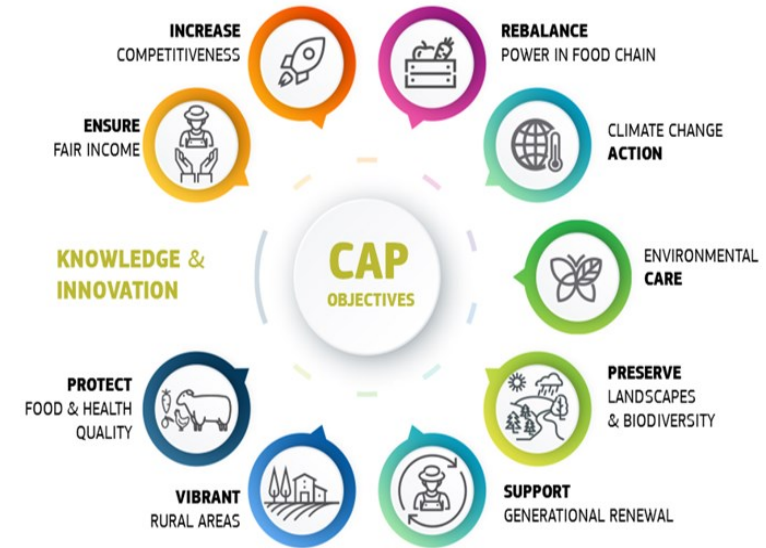 INCREASE
COMPETITIVENESS
REBALANCE
POWER IN FOOD CHAIN
ENSURE
FAIR INCOME
CLIMATE CHANGE
ACTION
KNOWLEDGE &
INNOVATION
CAP
OBJECTIVES
ENVIRONMENTAL
CARE
PROTECT
FOOD & HEALTH
QUALITY
PRESERVE
LANDSCAPES
& BIODIVERSITY
VIBRANT
RURAL AREAS
SUPPORT
GENERATIONAL RENEWAL